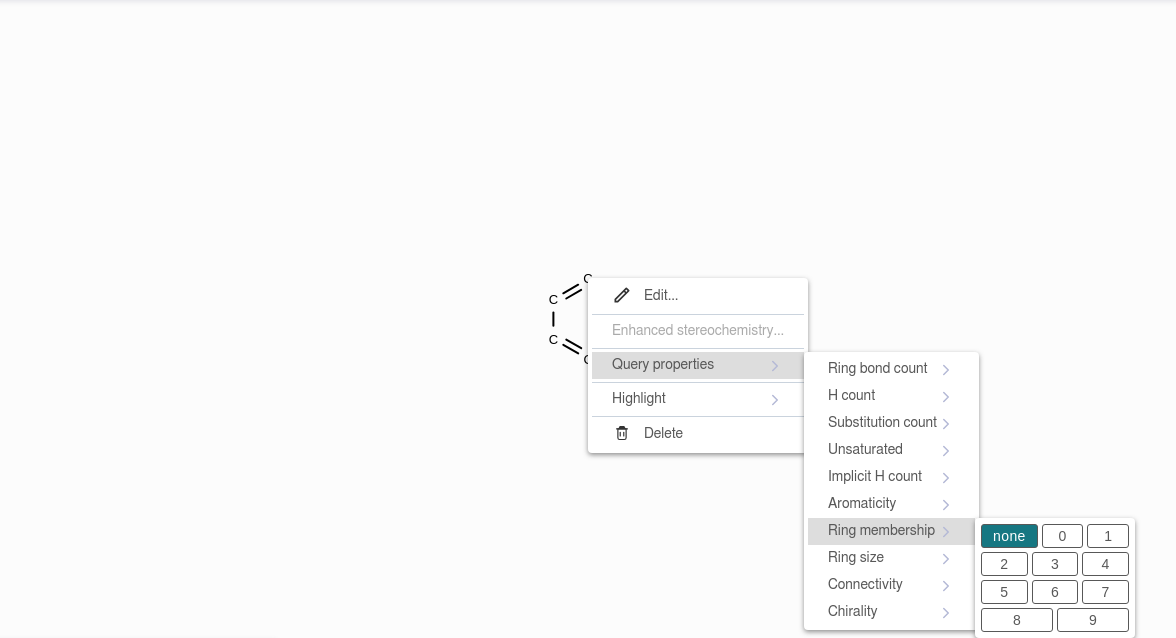 C
C
C
C
Edit...
Enhanced stereochemistry...
Query properties
Highlight
Delete
Ring bond count
H count
Substitution count
Unsaturated
Implicit H count
Aromaticity
Ring membership
Ring size
Connectivity
Chirality
none 0 1
2 3 4
5 6 7
8 9